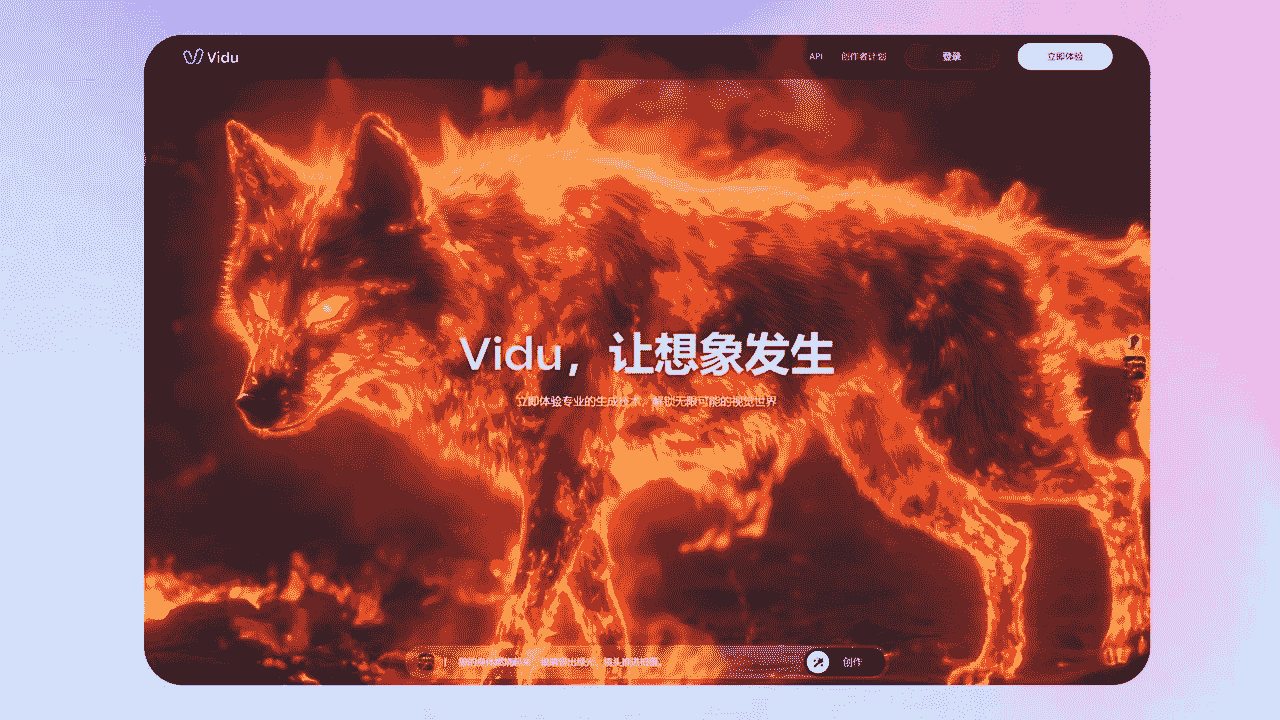 Vidu
API
创作者计划
登录
立即体验
Vidu，让想象发生
立即体验专业的生成技术，解锁无限可能的视觉世界
创作